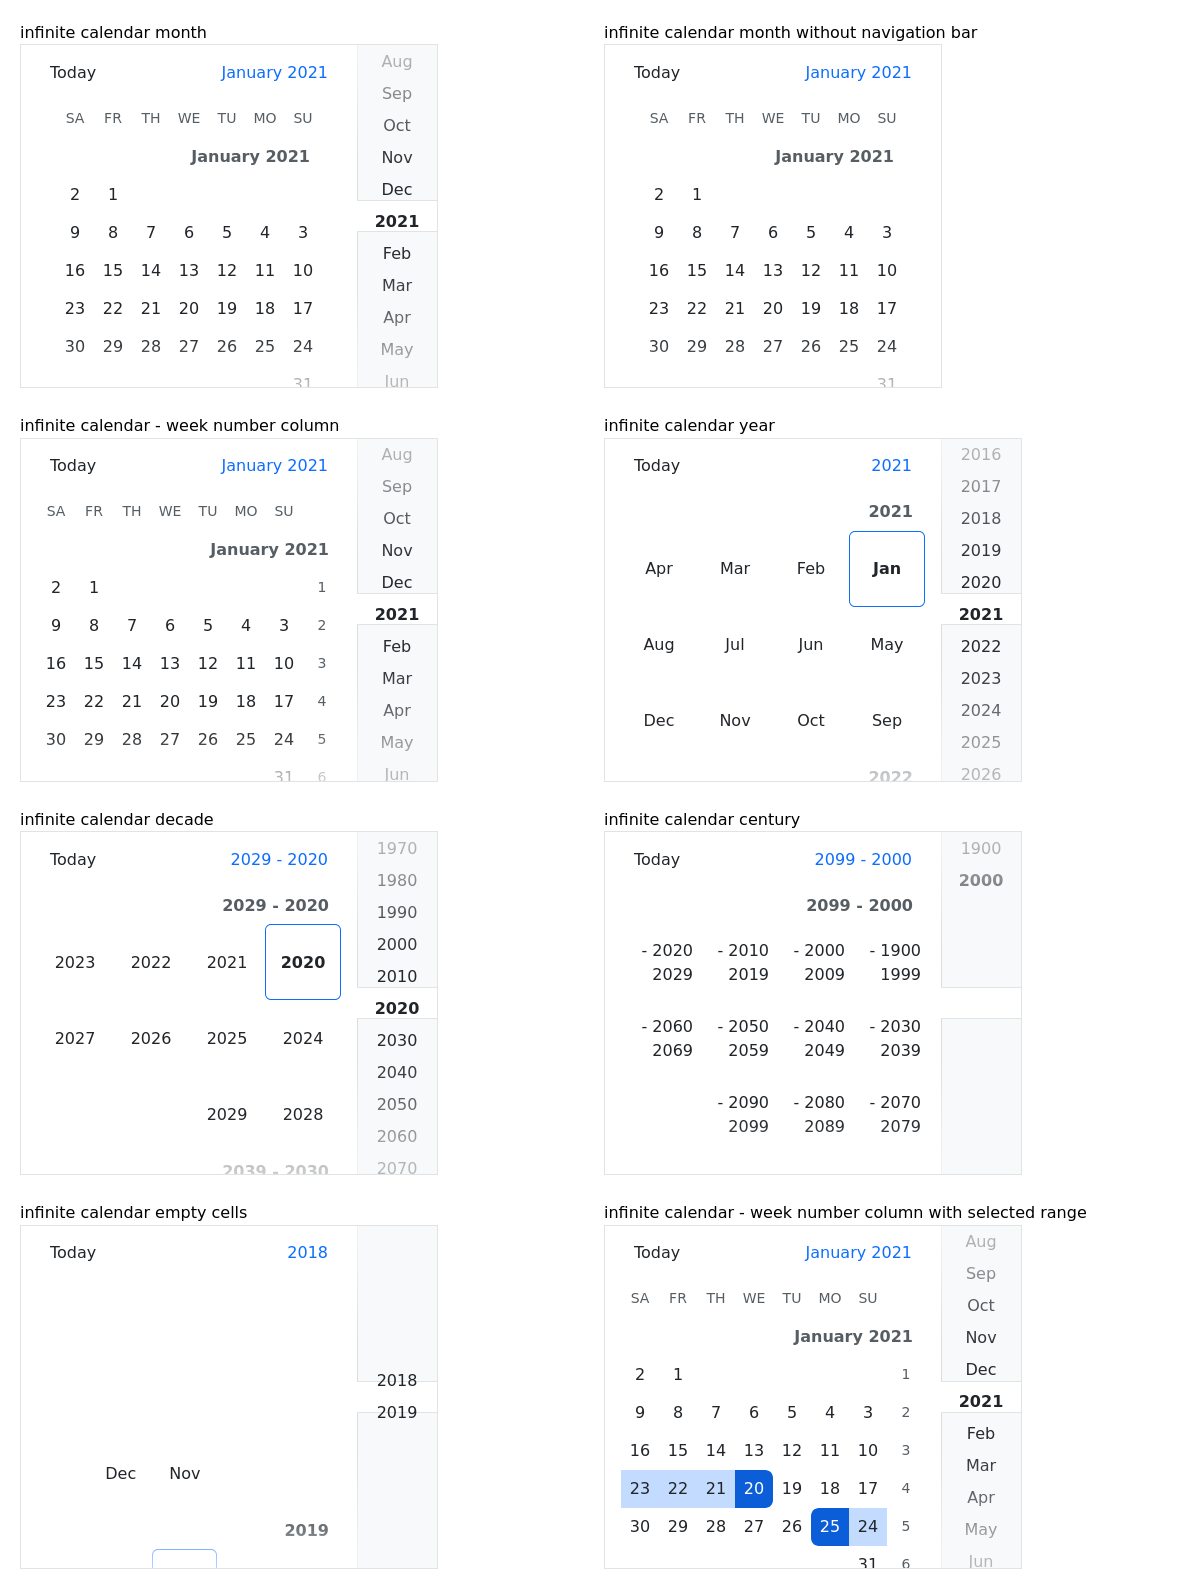 infinite calendar month
Today January 2021
SA FR TH WE TU MO SU
January 2021
2 1
9 8 7 6 5 4 3
16 15 14 13 12 11 10
23 22 21 20 19 18 17
30 29 28 27 26 25 24
31
Aug
Sep
Oct
Nov
Dec
2021
Feb
Mar
Apr
May
Jun
infinite calendar month without navigation bar
Today January 2021
SA FR TH WE TU MO SU
January 2021
2 1
9 8 7 6 5 4 3
16 15 14 13 12 11 10
23 22 21 20 19 18 17
30 29 28 27 26 25 24
31
infinite calendar - week number column
Today January 2021
SA FR TH WE TU MO SU
January 2021
2 1 1
9 8 7 6 5 4 3 2
16 15 14 13 12 11 10 3
23 22 21 20 19 18 17 4
30 29 28 27 26 25 24 5
31 6
Aug
Sep
Oct
Nov
Dec
2021
Feb
Mar
Apr
May
Jun
infinite calendar year
Today 2021
2021
Apr Mar Feb Jan
Aug Jul Jun May
Dec Nov Oct Sep
2022
2016
2017
2018
2019
2020
2021
2022
2023
2024
2025
2026
infinite calendar decade
Today 2029 - 2020
2029 - 2020
2023 2022 2021 2020
2027 2026 2025 2024
2029 2028
2039 - 2030
1970
1980
1990
2000
2010
2020
2030
2040
2050
2060
2070
infinite calendar century
Today 2099 - 2000
2099 - 2000
- 2020 - 2010 - 2000 - 1900
2029 2019 2009 1999
- 2060 - 2050 - 2040 - 2030
2069 2059 2049 2039
- 2090 - 2080 - 2070
2099 2089 2079
1900
2000
infinite calendar empty cells
Today 2018
Dec Nov
2019
2018
2019
infinite calendar - week number column with selected range
Today January 2021
SA FR TH WE TU MO SU
January 2021
2 1 1
9 8 7 6 5 4 3 2
16 15 14 13 12 11 10 3
23 22 21 20 19 18 17 4
30 29 28 27 26 25 24 5
31 6
Aug
Sep
Oct
Nov
Dec
2021
Feb
Mar
Apr
May
Jun